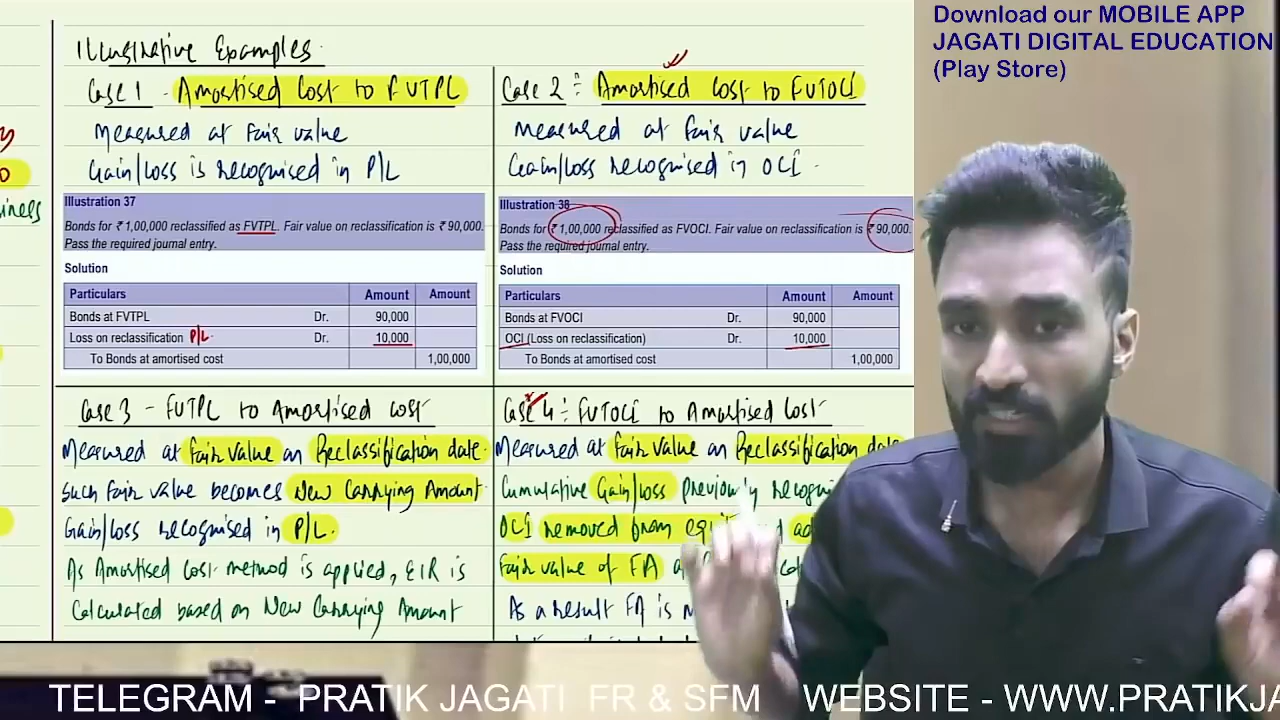 Download our MOBILE APP
JAGATI DIGITAL EDUCATION
(Play Store)
Illustrative Examples
Case 1 - Amortised Cost to FVTPL
Measured at Fair value
Gain/loss is recognised in P/L
Illustration 37
Bonds for ₹ 1,00,000 reclassified as FVTPL. Fair value on reclassification is ₹ 90,000.
Pass the required journal entry.
Solution
Particulars Amount Amount
Bonds at FVTPL Dr. 90,000
Loss on reclassification P/L Dr. 10,000
To Bonds at amortised cost 1,00,000
Case 2 : Amortised Cost to FVTOCI
Measured at Fair value
Gain/loss recognised in OCI
Illustration 38
Bonds for ₹ 1,00,000 reclassified as FVOCI. Fair value on reclassification is ₹ 90,000.
Pass the required journal entry.
Solution
Particulars Amount Amount
Bonds at FVOCI Dr. 90,000
OCI (Loss on reclassification) Dr. 10,000
To Bonds at amortised cost 1,00,000
Case 3 - FVTPL to Amortised cost
Measured at Fair value on Reclassification date.
Such Fair value becomes New Carrying Amount
Gain/loss recognised in P/L.
As Amortised cost method is applied, EIR is
Calculated based on New Carrying Amount
Case 4 : FVTOCI to Amortised Cost
Measured at Fair value on Reclassification date
Cumulative Gain/loss previously
OCI removed from
Fair value of FA
As a result FA is
TELEGRAM - PRATIK JAGATI FR & SFM WEBSITE - WWW.PRATIKJA